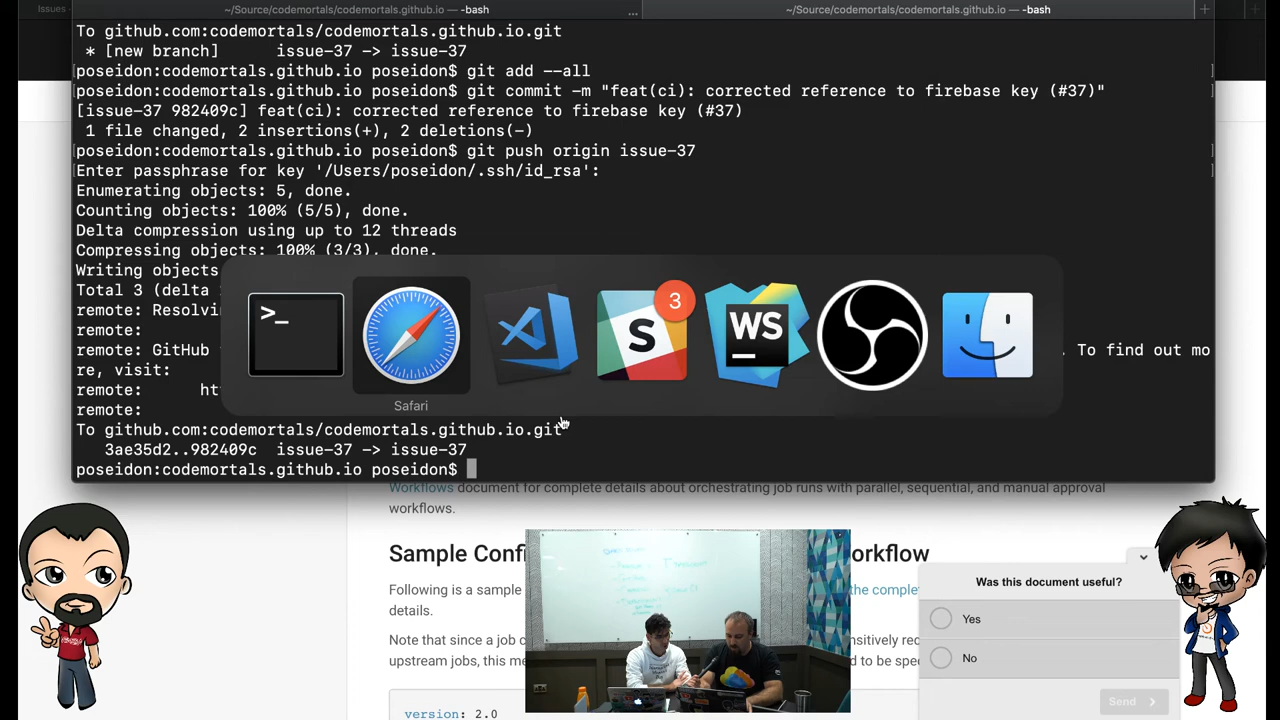 Issues
~/Source/codemortals/codemortals.github.io — -bash
...
~/Source/codemortals/codemortals.github.io — -bash
To github.com:codemortals/codemortals.github.io.git
* [new branch] issue-37 -> issue-37
poseidon:codemortals.github.io poseidon$ git add --all
poseidon:codemortals.github.io poseidon$ git commit -m "feat(ci): corrected reference to firebase key (#37)"
[issue-37 982409c] feat(ci): corrected reference to firebase key (#37)
1 file changed, 2 insertions(+), 2 deletions(-)
poseidon:codemortals.github.io poseidon$ git push origin issue-37
Enter passphrase for key '/Users/poseidon/.ssh/id_rsa':
Enumerating objects: 5, done.
Counting objects: 100% (5/5), done.
Delta compression using up to 12 threads
Compressing objects: 100% (3/3), done.
Writing objects
Total 3 (delta
remote: Resolvi
remote:
remote: GitHub . To find out mo
re, visit:
remote: ht
remote:
>_
S
3
WS
Safari
To github.com:codemortals/codemortals.github.io.git
3ae35d2..982409c issue-37 -> issue-37
poseidon:codemortals.github.io poseidon$
Workflows document for complete details about orchestrating job runs with parallel, sequential, and manual approval
workflows.
Sample Conf orkflow
Following is a sample the comple
details.
Note that since a job c sitively rec
upstream jobs, this me to be spe
version: 2.0
Was this document useful?
Yes
No
Send